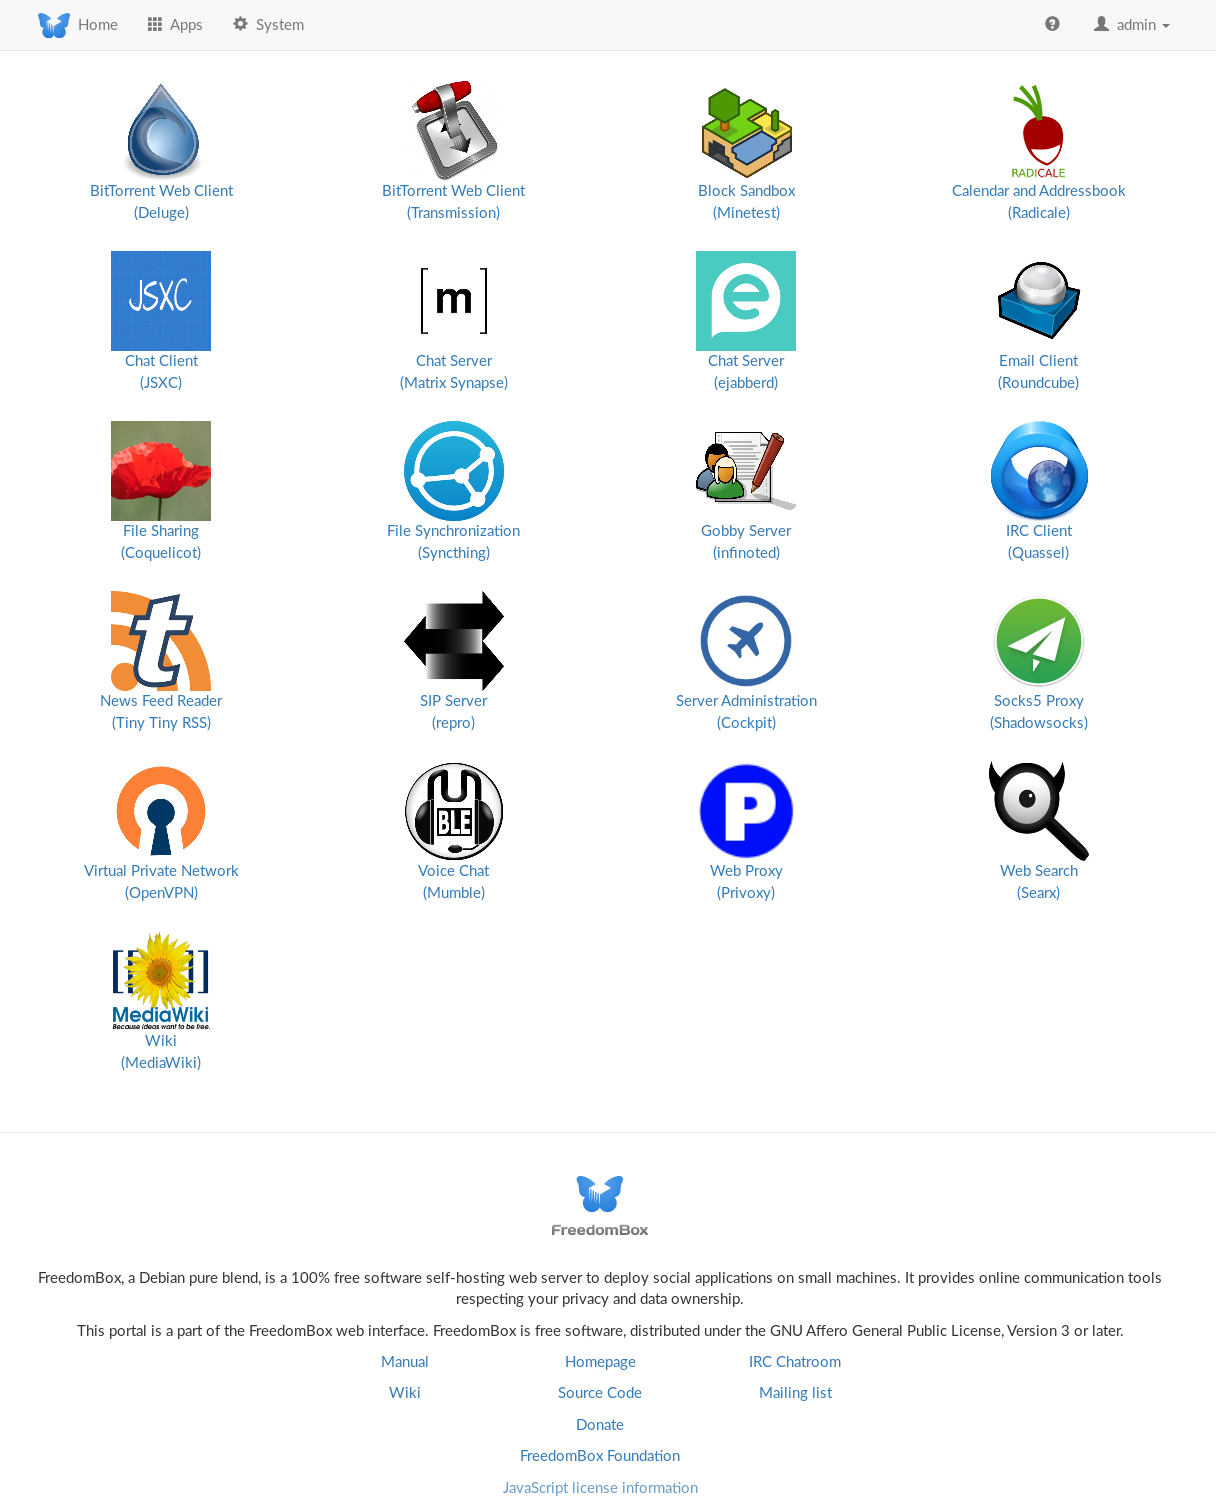 Home Apps System admin
BitTorrent Web Client
(Deluge)
BitTorrent Web Client
(Transmission)
Block Sandbox
(Minetest)
RADICALE
Calendar and Addressbook
(Radicale)
JSXC
Chat Client
(JSXC)
[m]
Chat Server
(Matrix Synapse)
e
Chat Server
(ejabberd)
Email Client
(Roundcube)
File Sharing
(Coquelicot)
File Synchronization
(Syncthing)
Gobby Server
(infinoted)
IRC Client
(Quassel)
t
News Feed Reader
(Tiny Tiny RSS)
SIP Server
(repro)
Server Administration
(Cockpit)
Socks5 Proxy
(Shadowsocks)
Virtual Private Network
(OpenVPN)
M
BLE
Voice Chat
(Mumble)
P
Web Proxy
(Privoxy)
Web Search
(Searx)
MediaWiki
Because ideas want to be free.
Wiki
(MediaWiki)
FreedomBox
FreedomBox, a Debian pure blend, is a 100% free software self-hosting web server to deploy social applications on small machines. It provides online communication tools
respecting your privacy and data ownership.
This portal is a part of the FreedomBox web interface. FreedomBox is free software, distributed under the GNU Affero General Public License, Version 3 or later.
Manual Homepage IRC Chatroom
Wiki Source Code Mailing list
Donate
FreedomBox Foundation
JavaScript license information